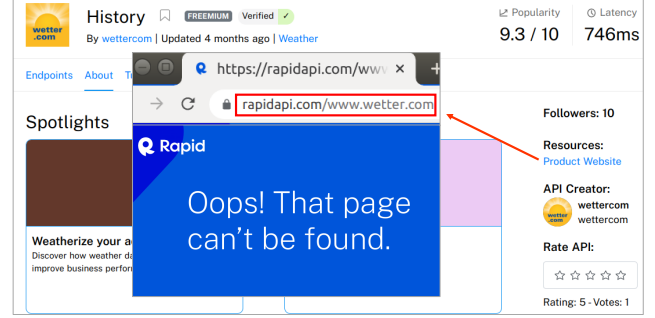 wetter
.com
History FREEMIUM Verified ✓
By wettercom | Updated 4 months ago | Weather
Popularity
9.3 / 10
Latency
746ms
Endpoints About
https://rapidapi.com/www
rapidapi.com/www.wetter.com
Rapid
Oops! That page
can't be found.
Spotlights
Weatherize your a
Discover how weather da
improve business perfor
Followers: 10
Resources:
Product Website
API Creator:
wetter
.com
wettercom
wettercom
Rate API:
Rating: 5 - Votes: 1